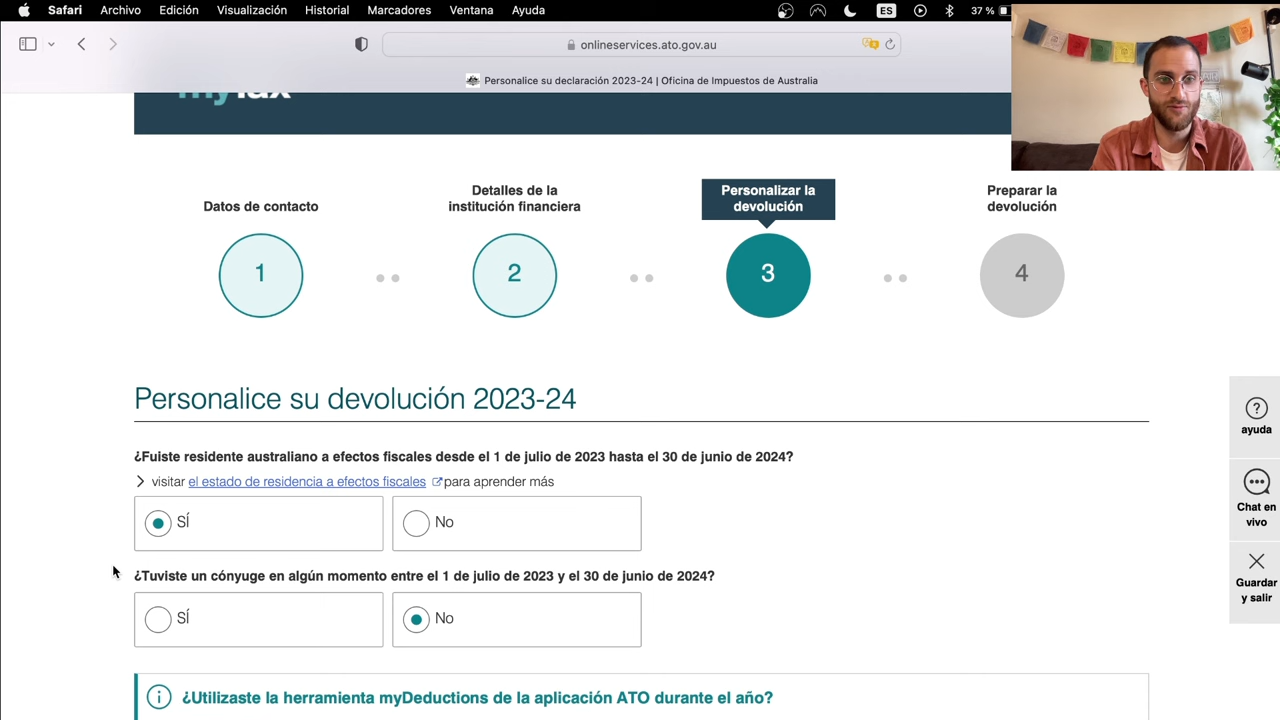 Safari Archivo Edición Visualización Historial Marcadores Ventana Ayuda ES 37 %
onlineservices.ato.gov.au
Personalice su declaración 2023-24 | Oficina de Impuestos de Australia
Datos de contacto
Detalles de la
institución financiera
Personalizar la
devolución
Preparar la
devolución
1
2
3
4
Personalice su devolución 2023-24
¿Fuiste residente australiano a efectos fiscales desde el 1 de julio de 2023 hasta el 30 de junio de 2024?
visitar el estado de residencia a efectos fiscales para aprender más
SÍ
No
¿Tuviste un cónyuge en algún momento entre el 1 de julio de 2023 y el 30 de junio de 2024?
SÍ
No
¿Utilizaste la herramienta myDeductions de la aplicación ATO durante el año?
ayuda
Chat en
vivo
Guardar
y salir